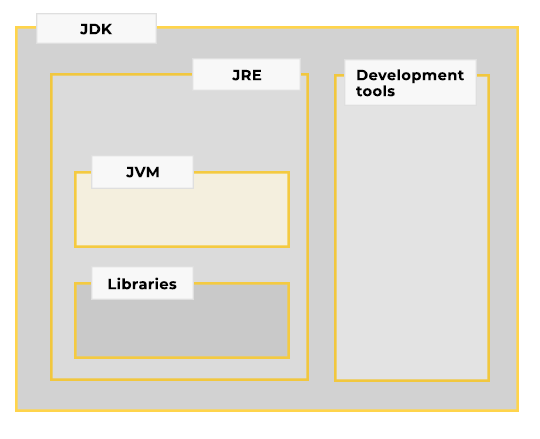 JDK
JRE
Development
tools
JVM
Libraries